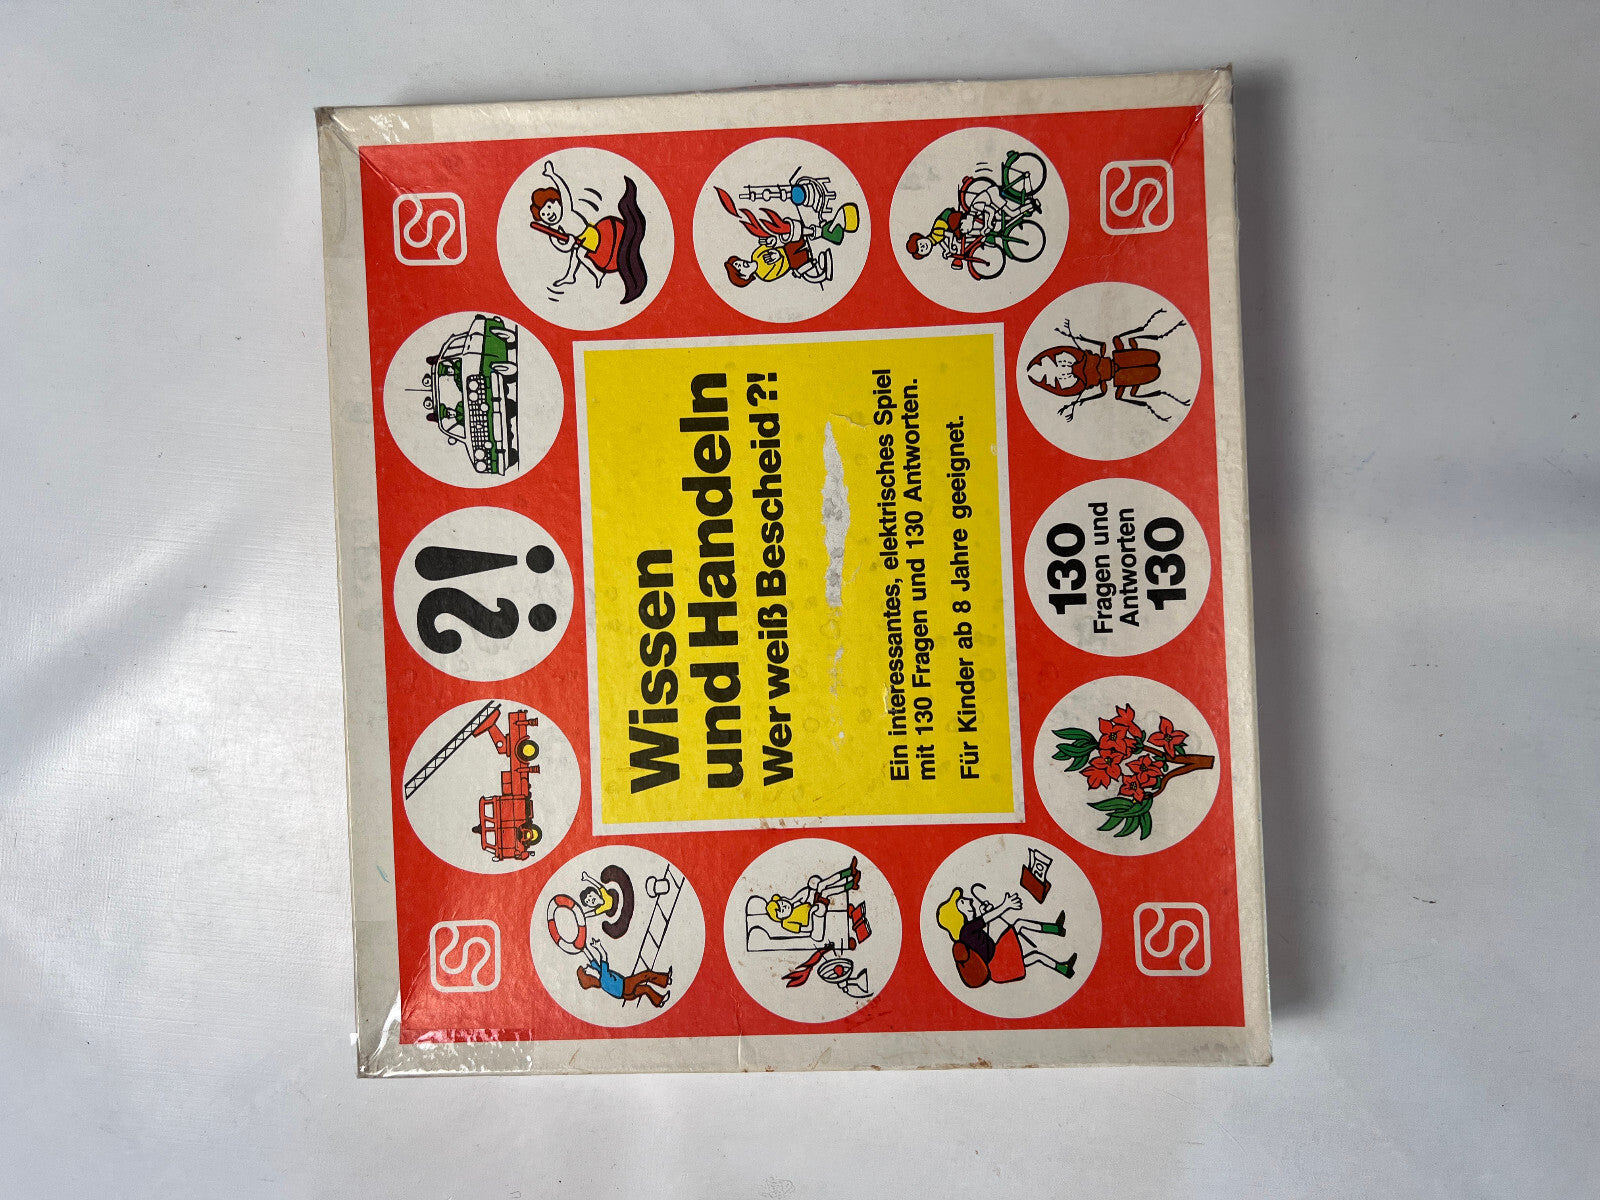 ?!
Wissen
und Handeln
Wer weiß Bescheid?!
Ein interessantes, elektrisches Spiel
mit 130 Fragen und 130 Antworten.
Für Kinder ab 8 Jahre geeignet.
130
Fragen und
Antworten
130
20